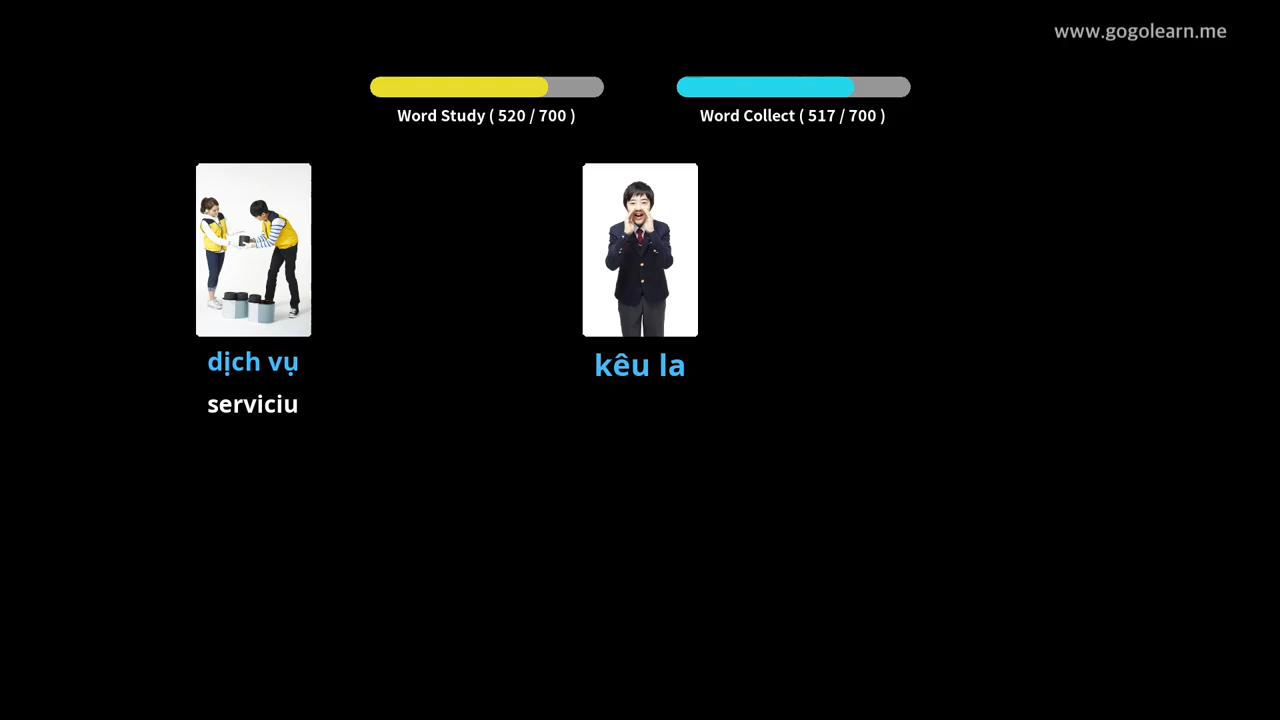 www.gogolearn.me
Word Study ( 520 / 700 )
Word Collect ( 517 / 700 )
dịch vụ
serviciu
kêu la